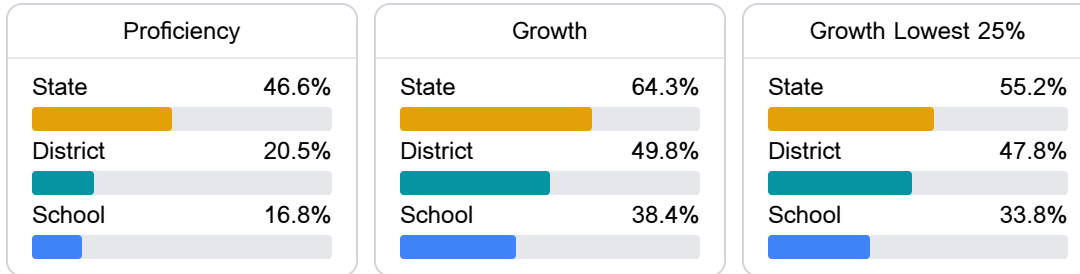 Proficiency
State 46.6%
District 20.5%
School 16.8%
Growth
State 64.3%
District 49.8%
School 38.4%
Growth Lowest 25%
State 55.2%
District 47.8%
School 33.8%